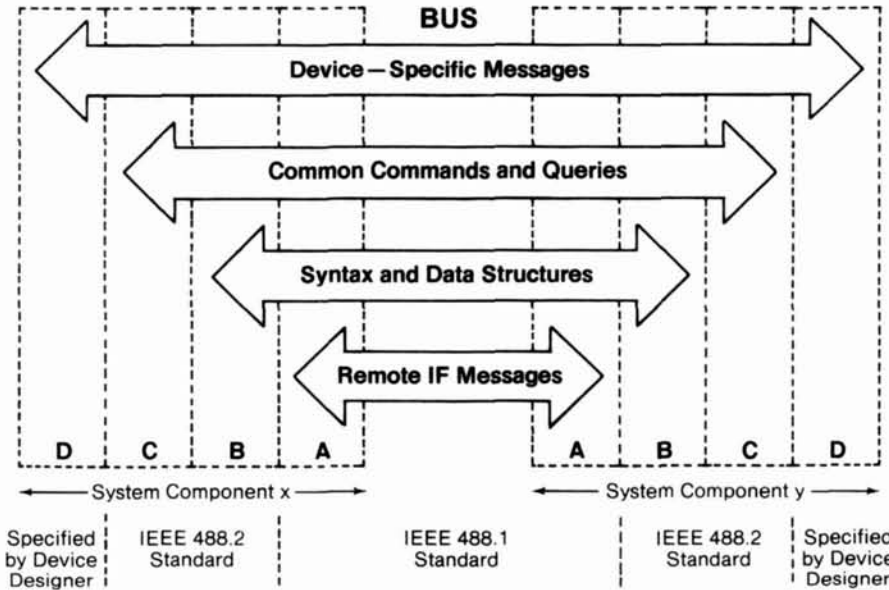 BUS
Device—Specific Messages
Common Commands and Queries
Syntax and Data Structures
Remote IF Messages
D C B A A B C D
System Component x System Component y
Specified IEEE 488.2 IEEE 488.1 IEEE 488.2 Specified
by Device Standard Standard Standard by Device
Designer Designer